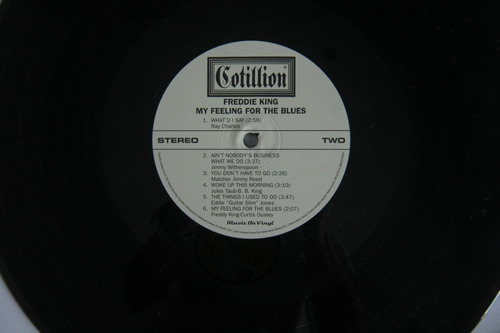 Cotillion
FREDDIE KING
MY FEELING FOR THE BLUES
1. WHAT'D I SAY (2:58)
Ray Charles
STEREO TWO
2. AIN'T NOBODY'S BUSINESS
WHAT WE DO (3:37)
Jimmy Witherspoon
3. YOU DON'T HAVE TO GO (2:26)
Matcher Jimmy Reed
4. WOKE UP THIS MORNING (3:10)
Jules Taub-B. B. King
5. THE THINGS I USED TO DO (3:47)
Eddie "Guitar Slim" Jones
6. MY FEELING FOR THE BLUES (2:07)
Freddy King-Curtis Ousley
Music On Vinyl